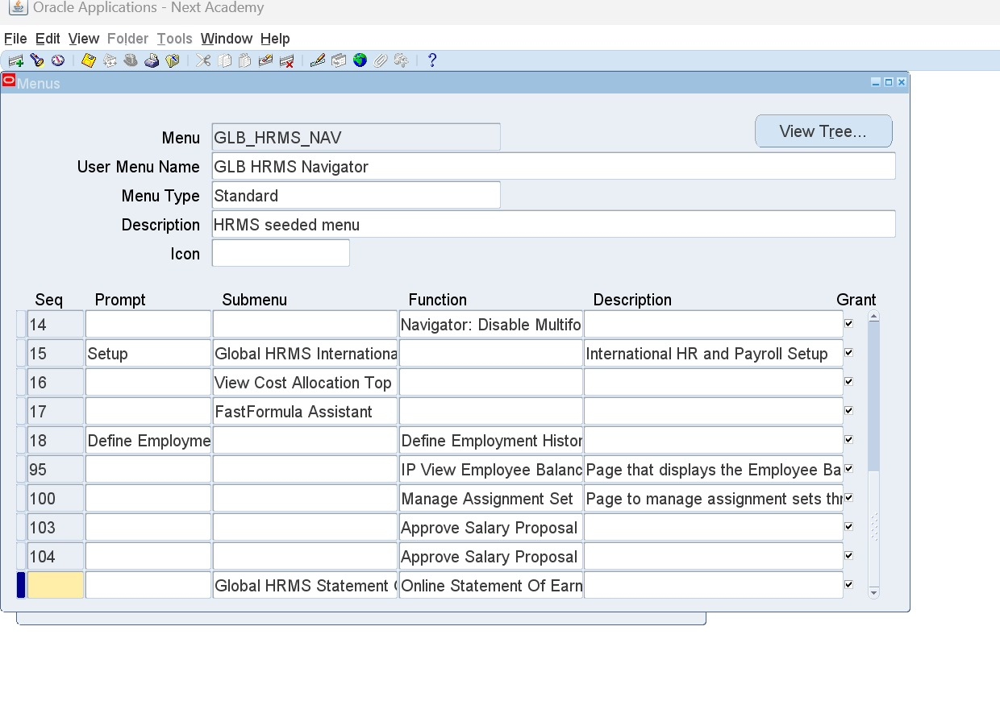 Oracle Applications - Next Academy
File Edit View Folder Tools Window Help
?
Menus
View Tree...
Menu GLB_HRMS_NAV
User Menu Name GLB HRMS Navigator
Menu Type Standard
Description HRMS seeded menu
Icon
Seq Prompt Submenu Function Description Grant
14 Navigator: Disable Multifo
15 Setup Global HRMS Internationa International HR and Payroll Setup
16 View Cost Allocation Top
17 FastFormula Assistant
18 Define Employme Define Employment Histor
95 IP View Employee Balanc Page that displays the Employee Ba
100 Manage Assignment Set Page to manage assignment sets thr
103 Approve Salary Proposal
104 Approve Salary Proposal
Global HRMS Statement Online Statement Of Earn